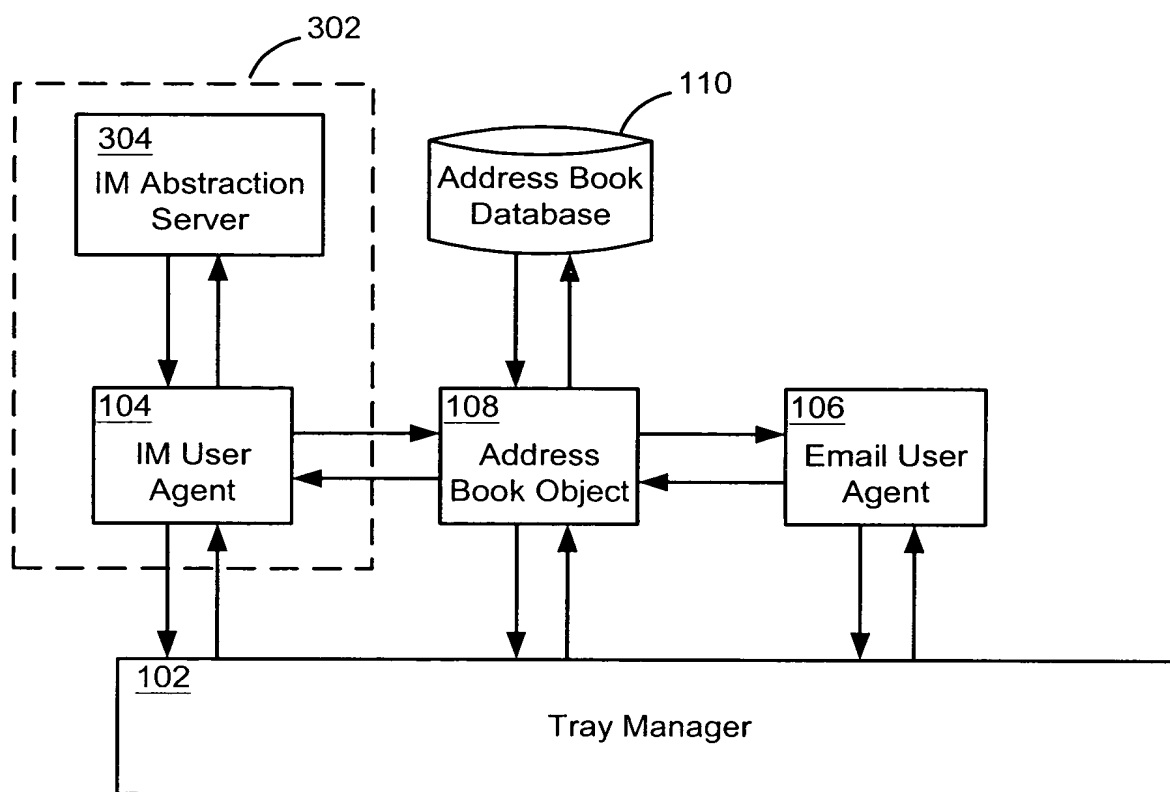 302
110
304
IM Abstraction
Server
Address Book
Database
104
IM User
Agent
108
Address
Book Object
106
Email User
Agent
102
Tray Manager